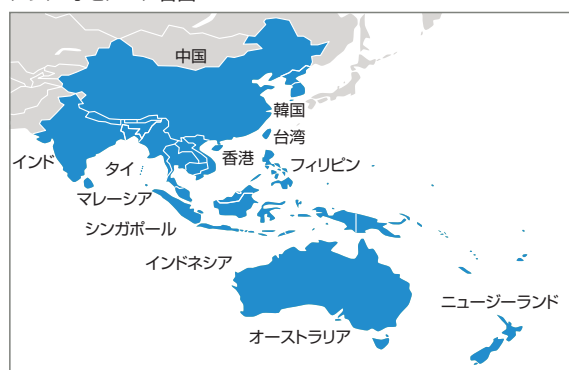 中国
韓国
台湾
香港
フィリピン
インド
タイ
マレーシア
シンガポール
インドネシア
ニュージーランド
オーストラリア